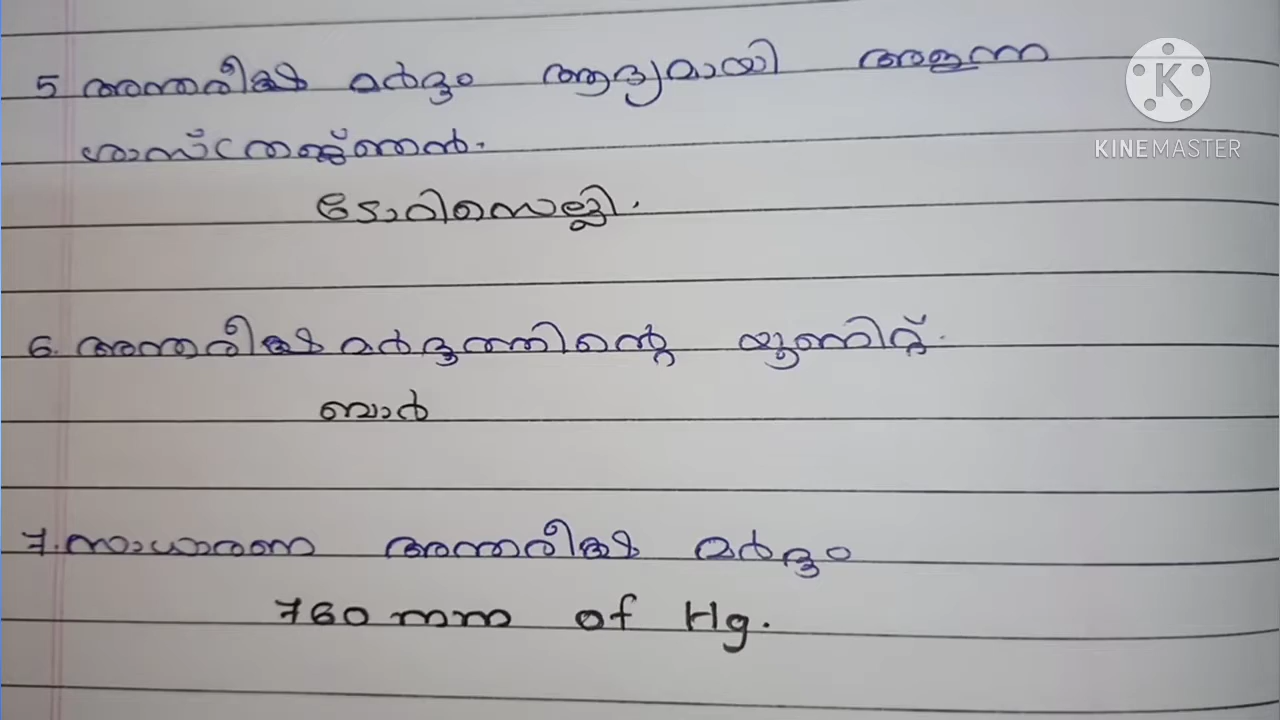 5 അന്തരീക്ഷ മർദ്ദം ആദ്യമായി അളന്ന
ശാസ്ത്രജ്ഞൻ.
ടോറിസെല്ലി.
6. അന്തരീക്ഷമർദ്ദത്തിന്റെ യൂണിറ്റ്.
ബാർ
7. സാധാരണ അന്തരീക്ഷ മർദ്ദം
760 mm of Hg.
K
KINEMASTER